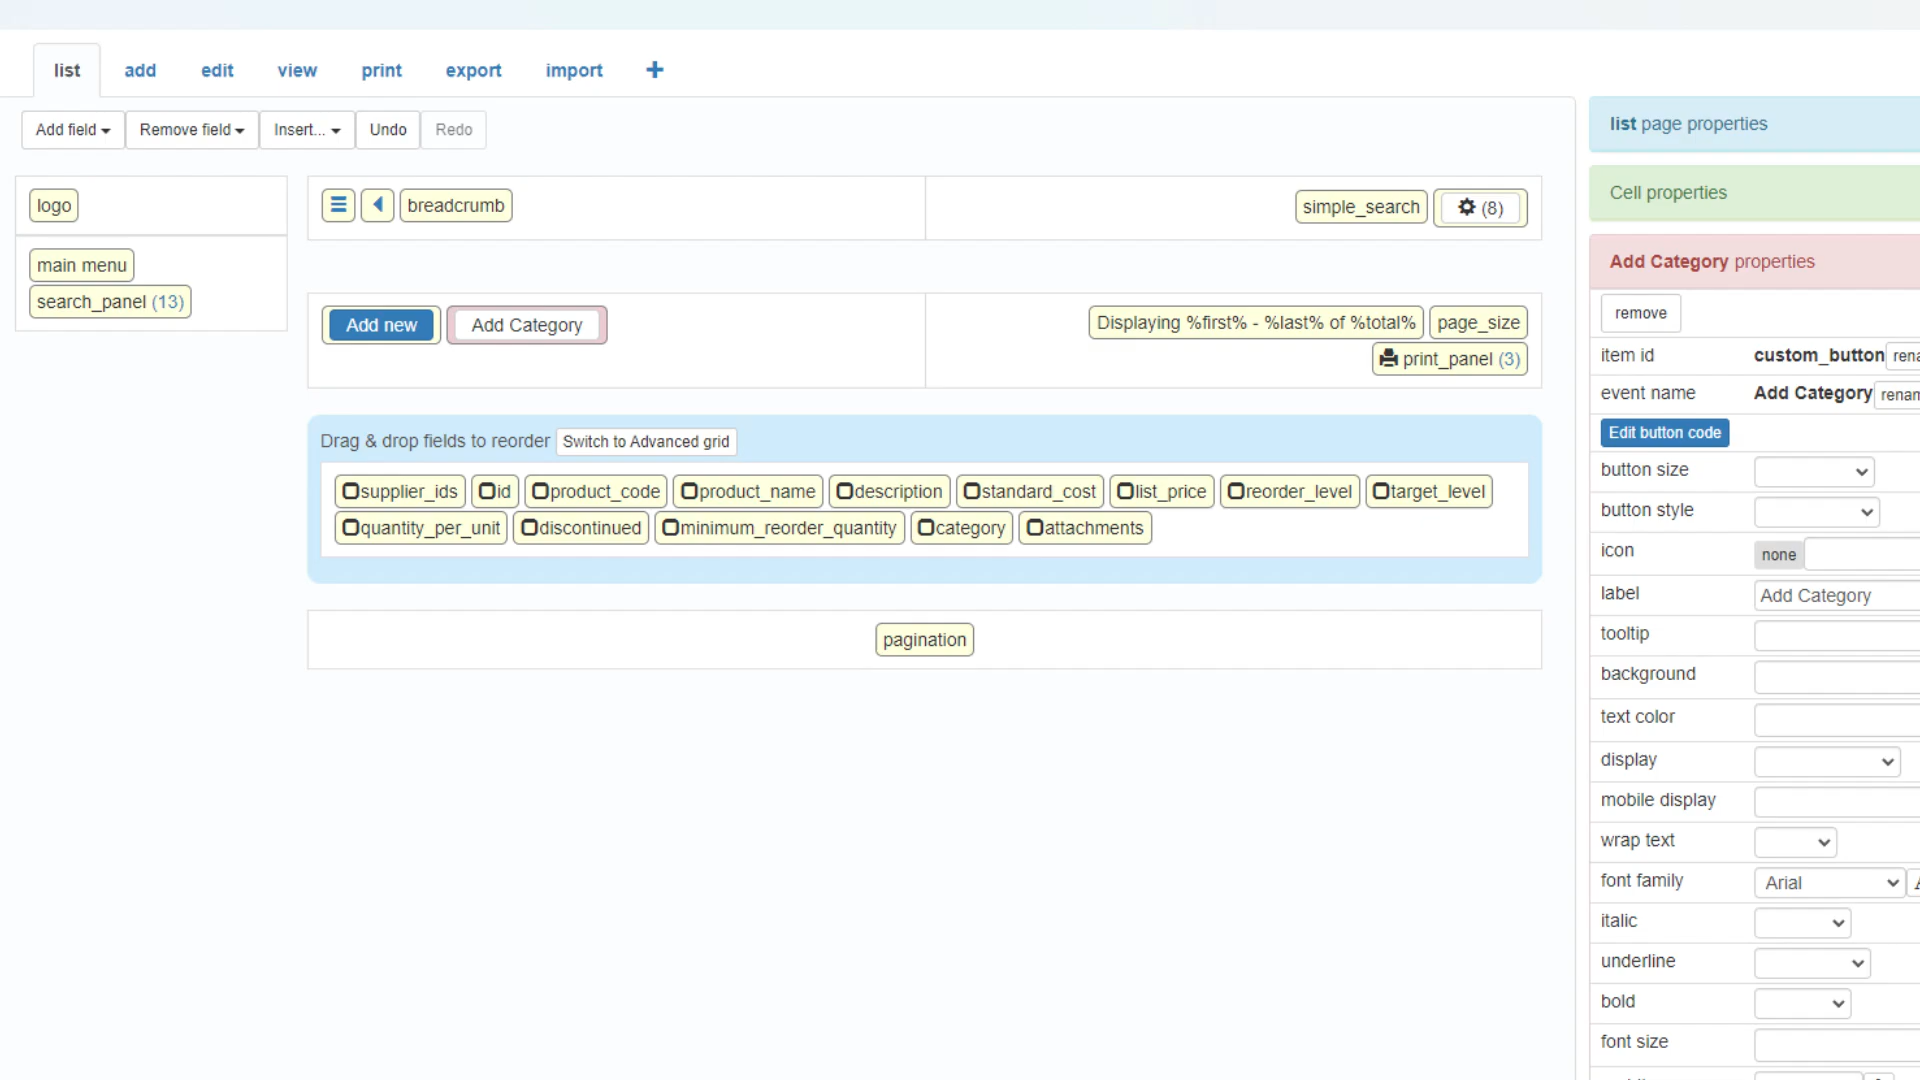 list add edit view print export import
Add field Remove field Insert... Undo Redo
list page properties
logo
breadcrumb
simple_search (8)
Cell properties
main menu
search_panel (13)
Add Category properties
Add new Add Category
Displaying %first% - %last% of %total% page_size
print_panel (3)
remove
item id custom_button
event name Add Category
Edit button code
Drag & drop fields to reorder Switch to Advanced grid
supplier_ids id product_code product_name description standard_cost list_price reorder_level target_level
quantity_per_unit discontinued minimum_reorder_quantity category attachments
pagination
button size
button style
icon none
label Add Category
tooltip
background
text color
display
mobile display
wrap text
font family Arial
italic
underline
bold
font size